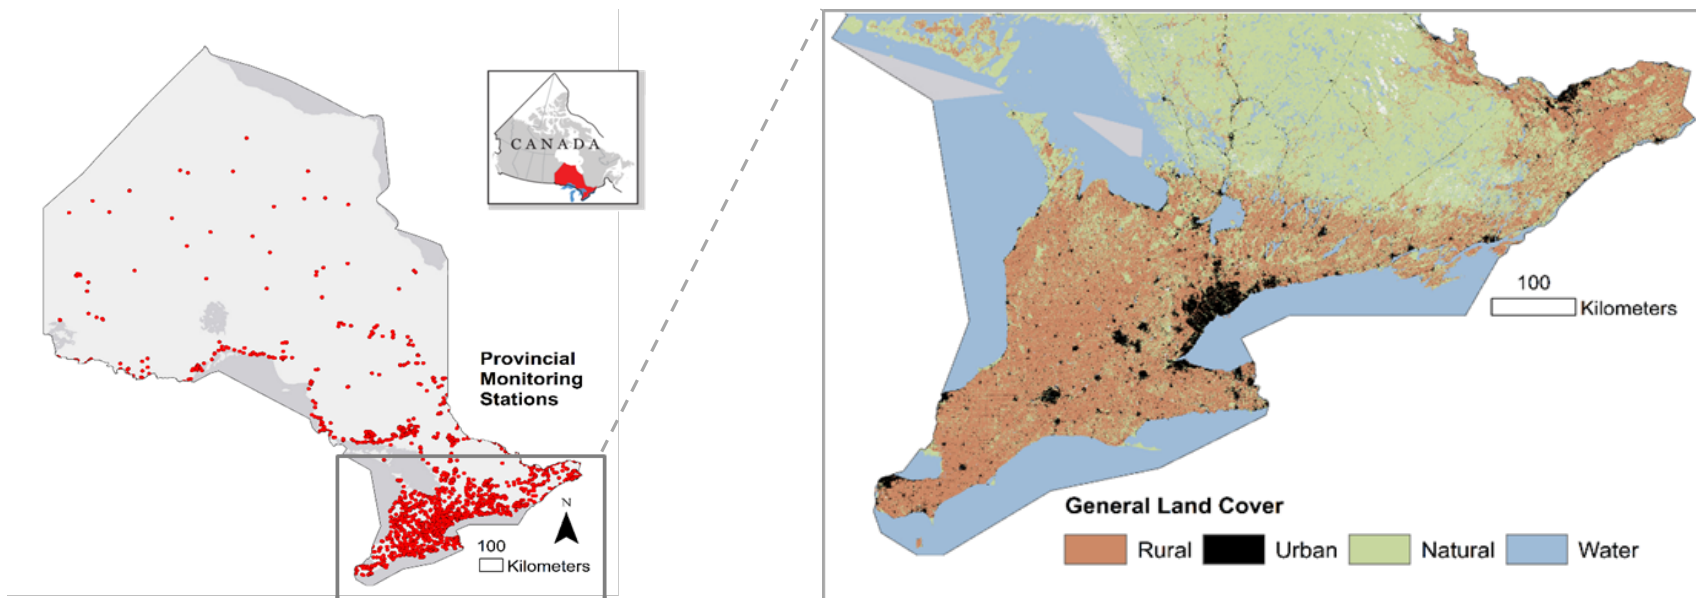 CANADA
Provincial
Monitoring
Stations
N
100
Kilometers
100
Kilometers
General Land Cover
Rural
Urban
Natural
Water